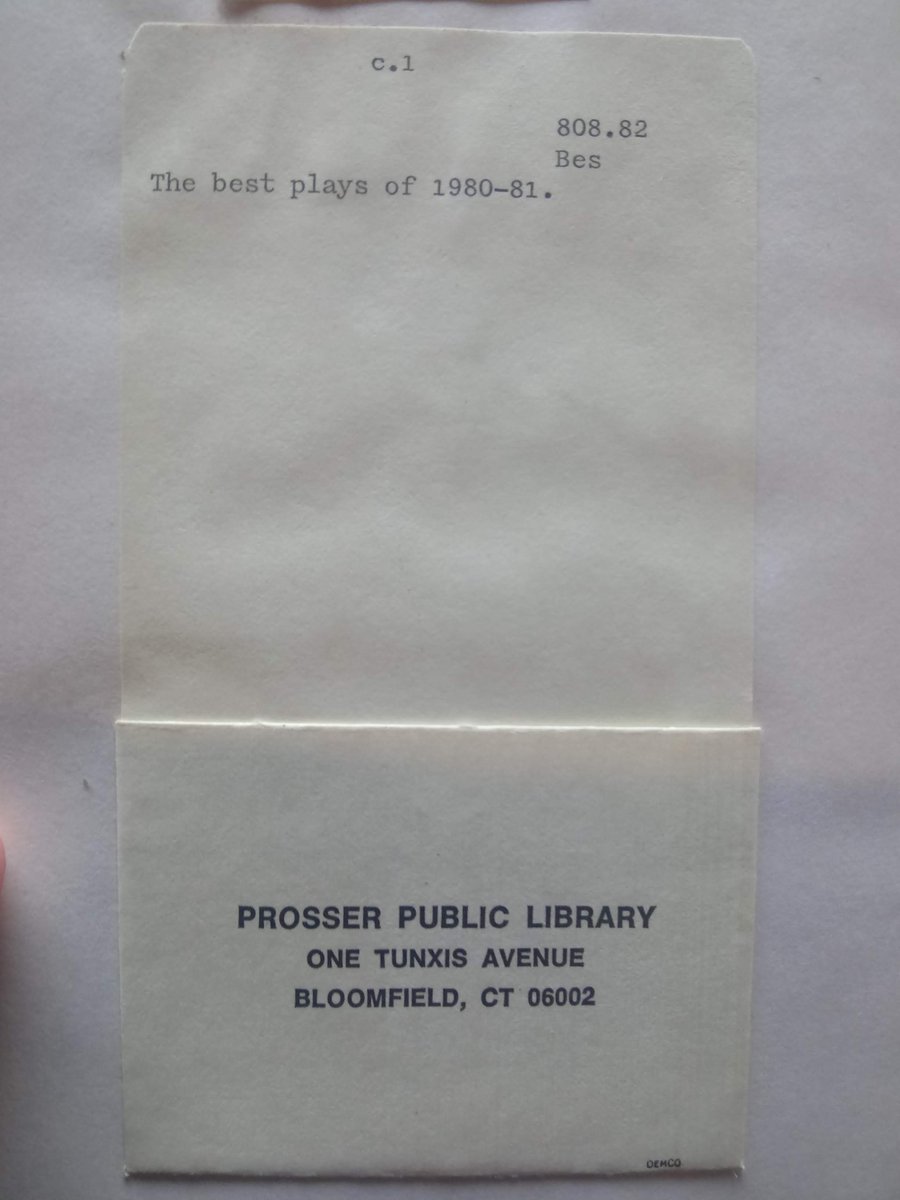 c.1
808.82
Bes
The best plays of 1980-81.
PROSSER PUBLIC LIBRARY
ONE TUNXIS AVENUE
BLOOMFIELD, CT 06002
DEMCO